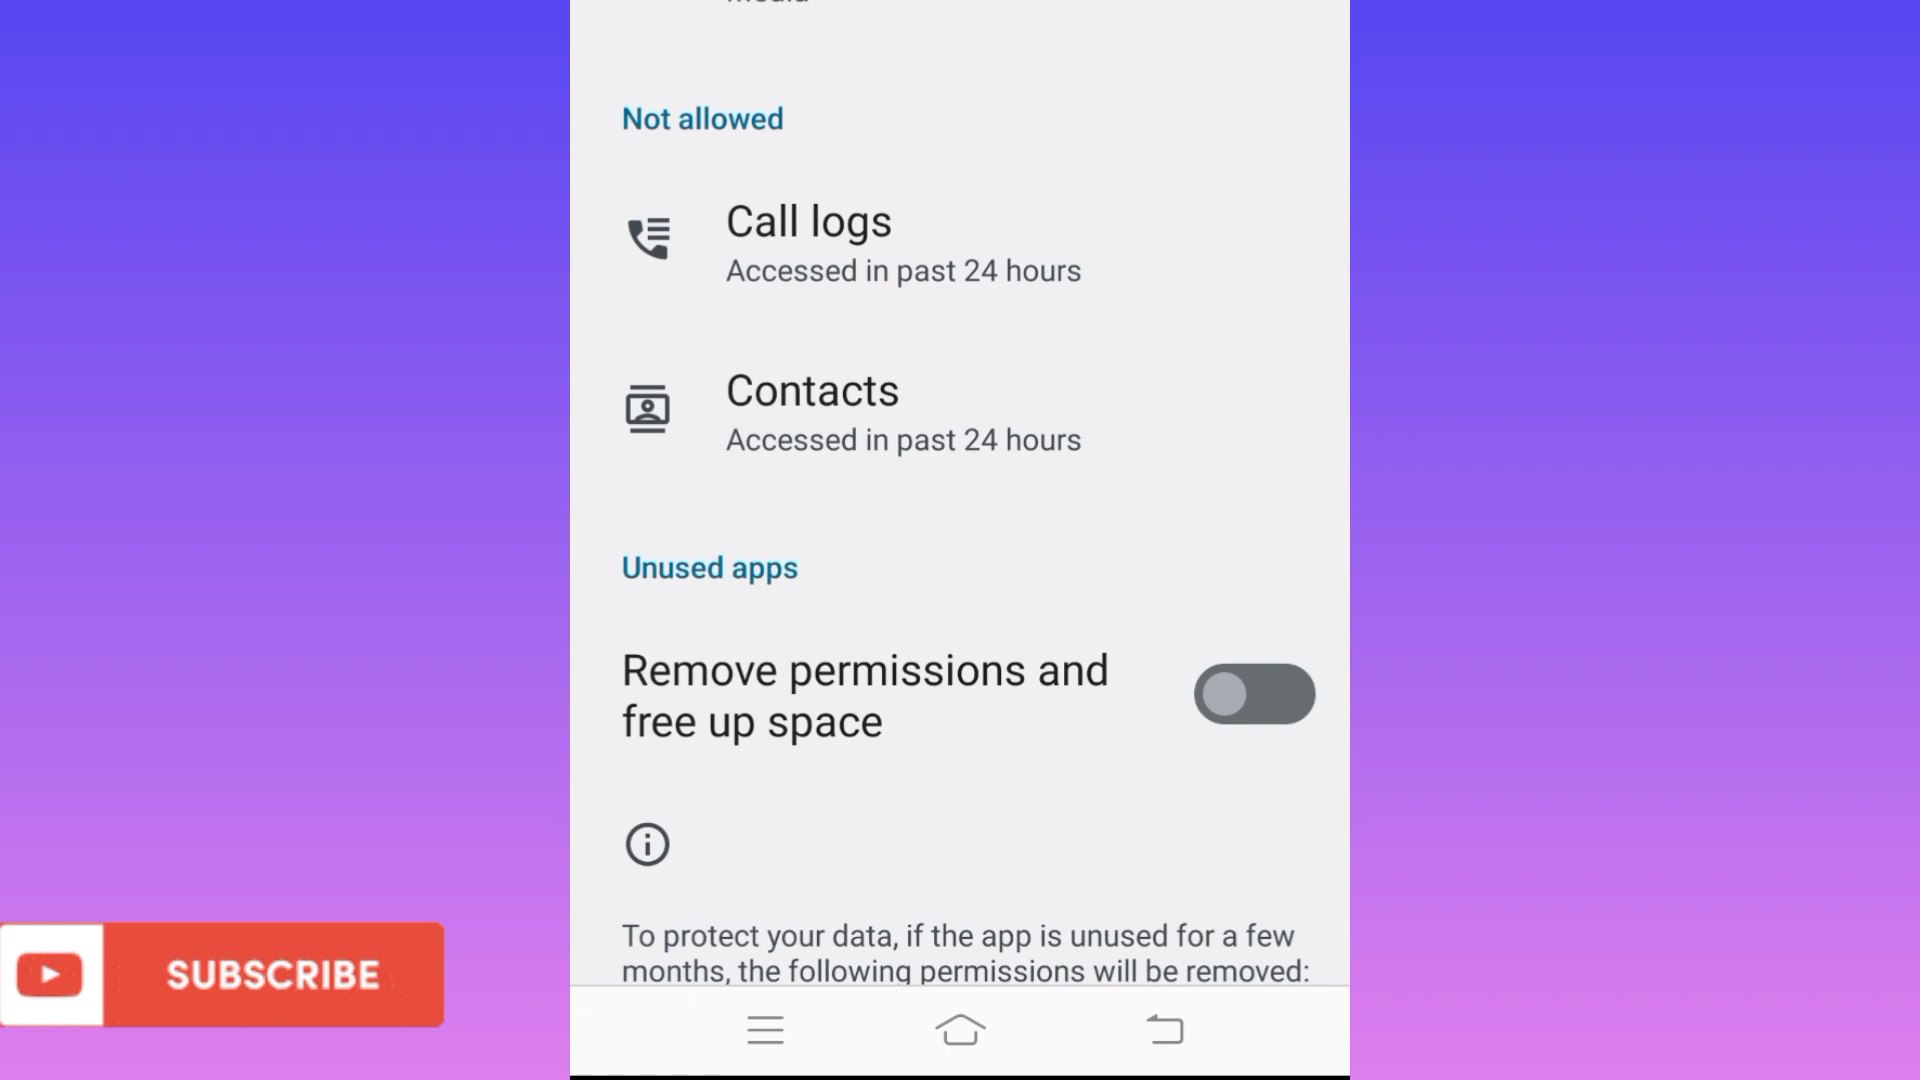 Not allowed
Call logs
Accessed in past 24 hours
Contacts
Accessed in past 24 hours
Unused apps
Remove permissions and
free up space
To protect your data, if the app is unused for a few
months, the following permissions will be removed:
SUBSCRIBE